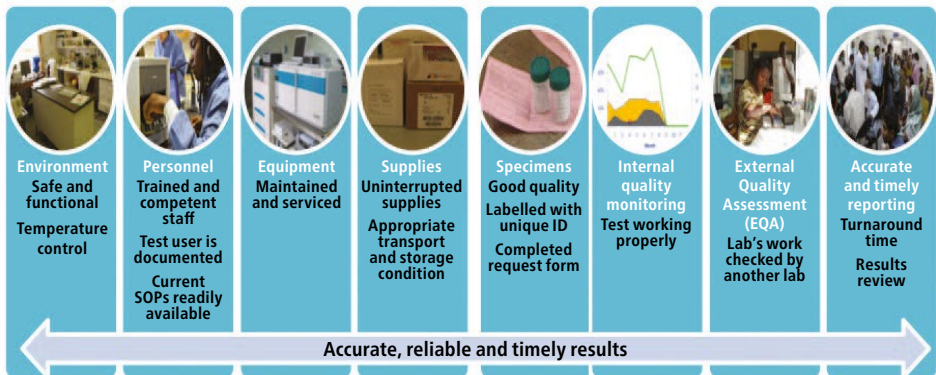 Environment
Safe and
functional
Temperature
control
Personnel
Trained and
competent
staff
Test user is
documented
Current
SOPs readily
available
Equipment
Maintained
and serviced
Supplies
Uninterrupted
supplies
Appropriate
transport
and storage
condition
Specimens
Good quality
Labelled with
unique ID
Completed
request form
Internal
quality
monitoring
Test working
properly
External
Quality
Assessment
(EQA)
Lab's work
checked by
another lab
Accurate
and timely
reporting
Turnaround
time
Results
review
Accurate, reliable and timely results